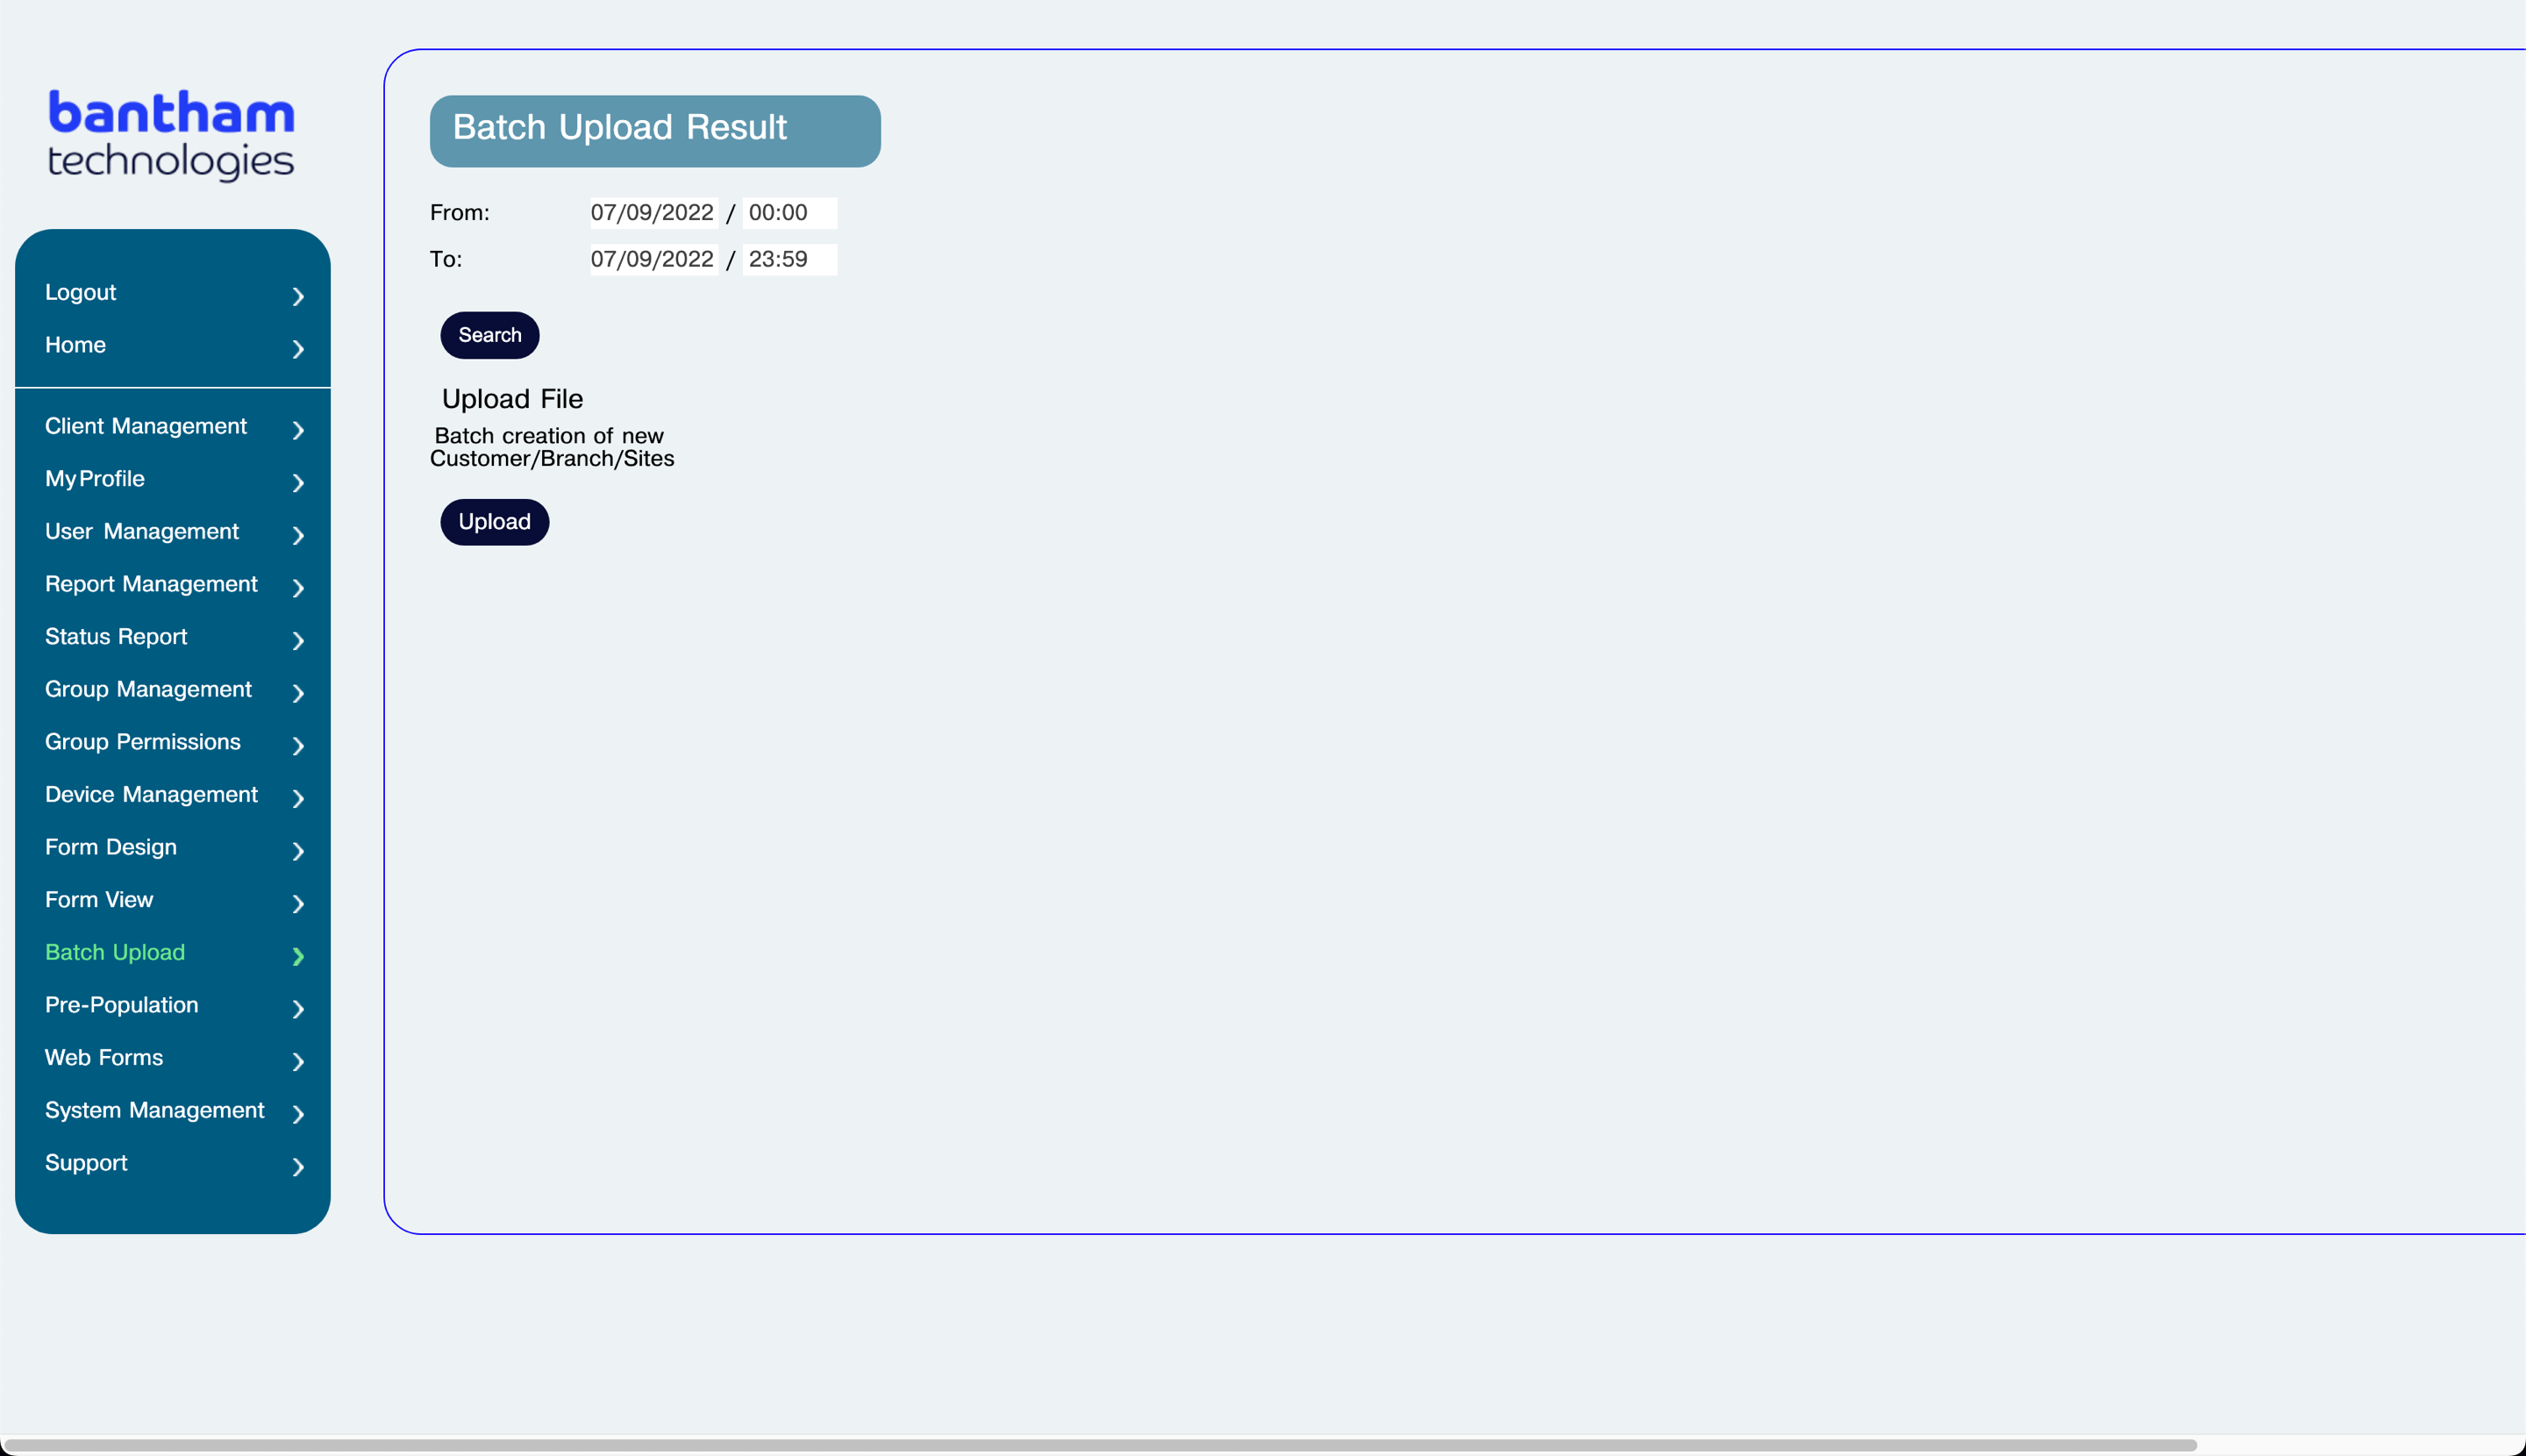 bantham
technologies
Logout
Home
Client Management
My Profile
User Management
Report Management
Status Report
Group Management
Group Permissions
Device Management
Form Design
Form View
Batch Upload
Pre-Population
Web Forms
System Management
Support
Batch Upload Result
From: 07/09/2022 / 00:00
To: 07/09/2022 / 23:59
Search
Upload File
Batch creation of new
Customer/Branch/Sites
Upload